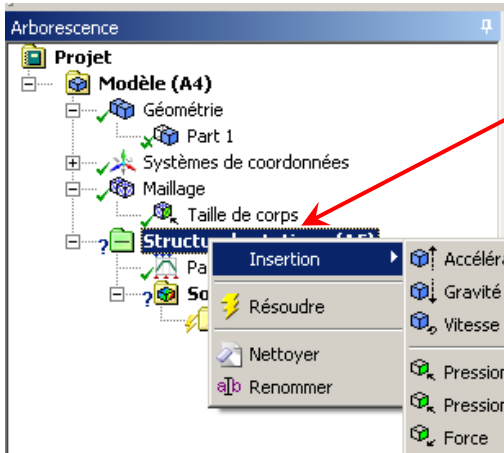 Arborescence
Projet
Modèle (A4)
Géométrie
Part 1
Systèmes de coordonnées
Maillage
Taille de corps
Insertion
Résoudre
Nettoyer
Renommer
Gravité
Vitesse
Pression
Pression
Force